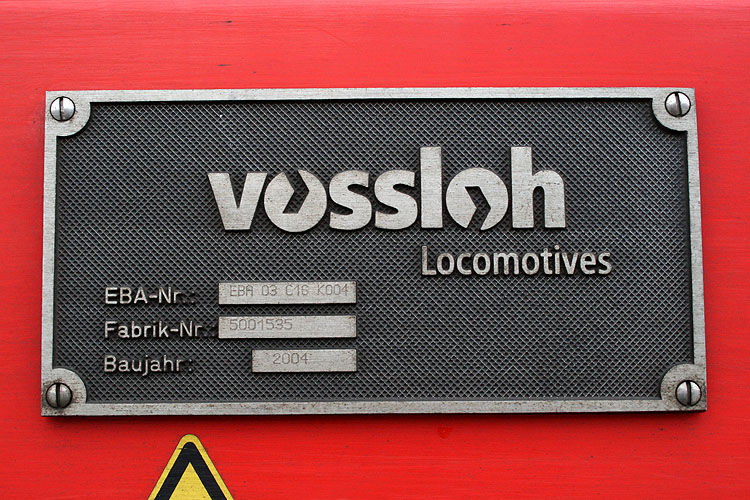 vossloh
Locomotives
EBA-Nr.: EBA 03 C16 K004
Fabrik-Nr.: 5001535
Baujahr: 2004